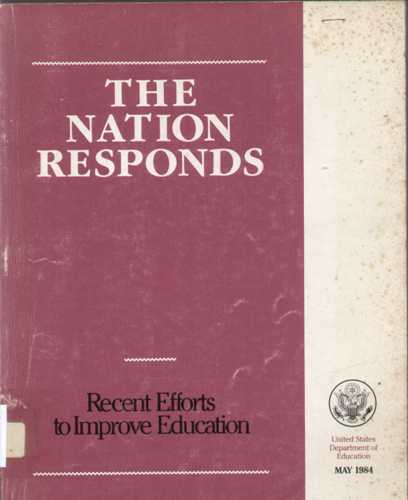 THE
NATION
RESPONDS
Recent Efforts
to Improve Education
United States
Department of
Education
MAY 1984